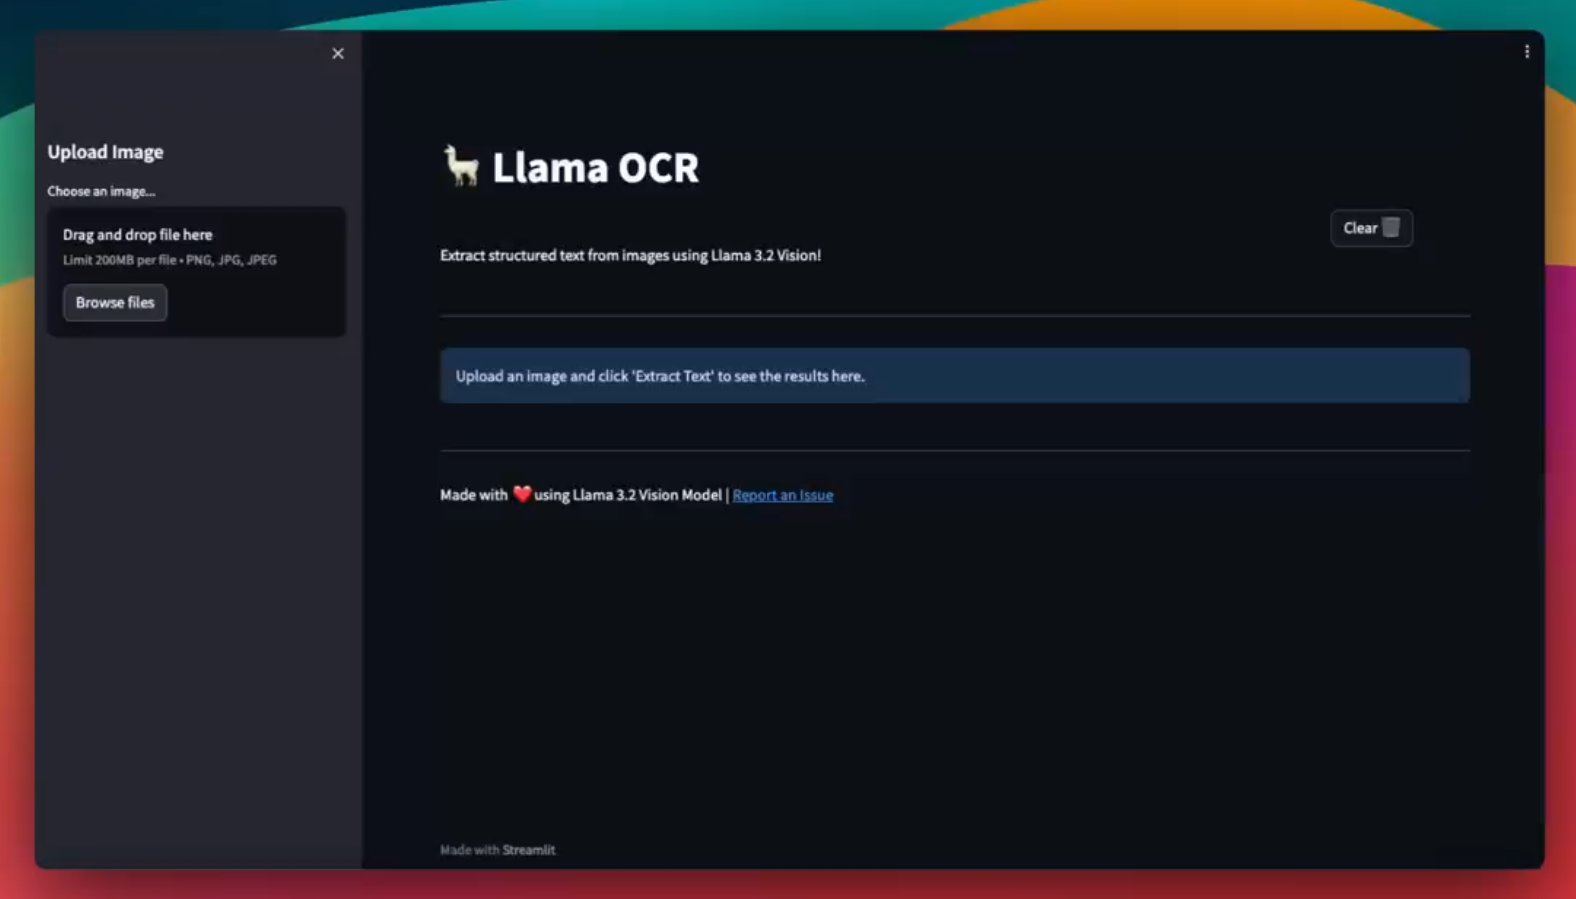 Upload Image
Choose an image...
Drag and drop file here
Limit 200MB per file • PNG, JPG, JPEG
Browse files
🦙 Llama OCR
Clear 🗑️
Extract structured text from images using Llama 3.2 Vision!
Upload an image and click 'Extract Text' to see the results here.
Made with ❤️ using Llama 3.2 Vision Model | Report an Issue
Made with Streamlit